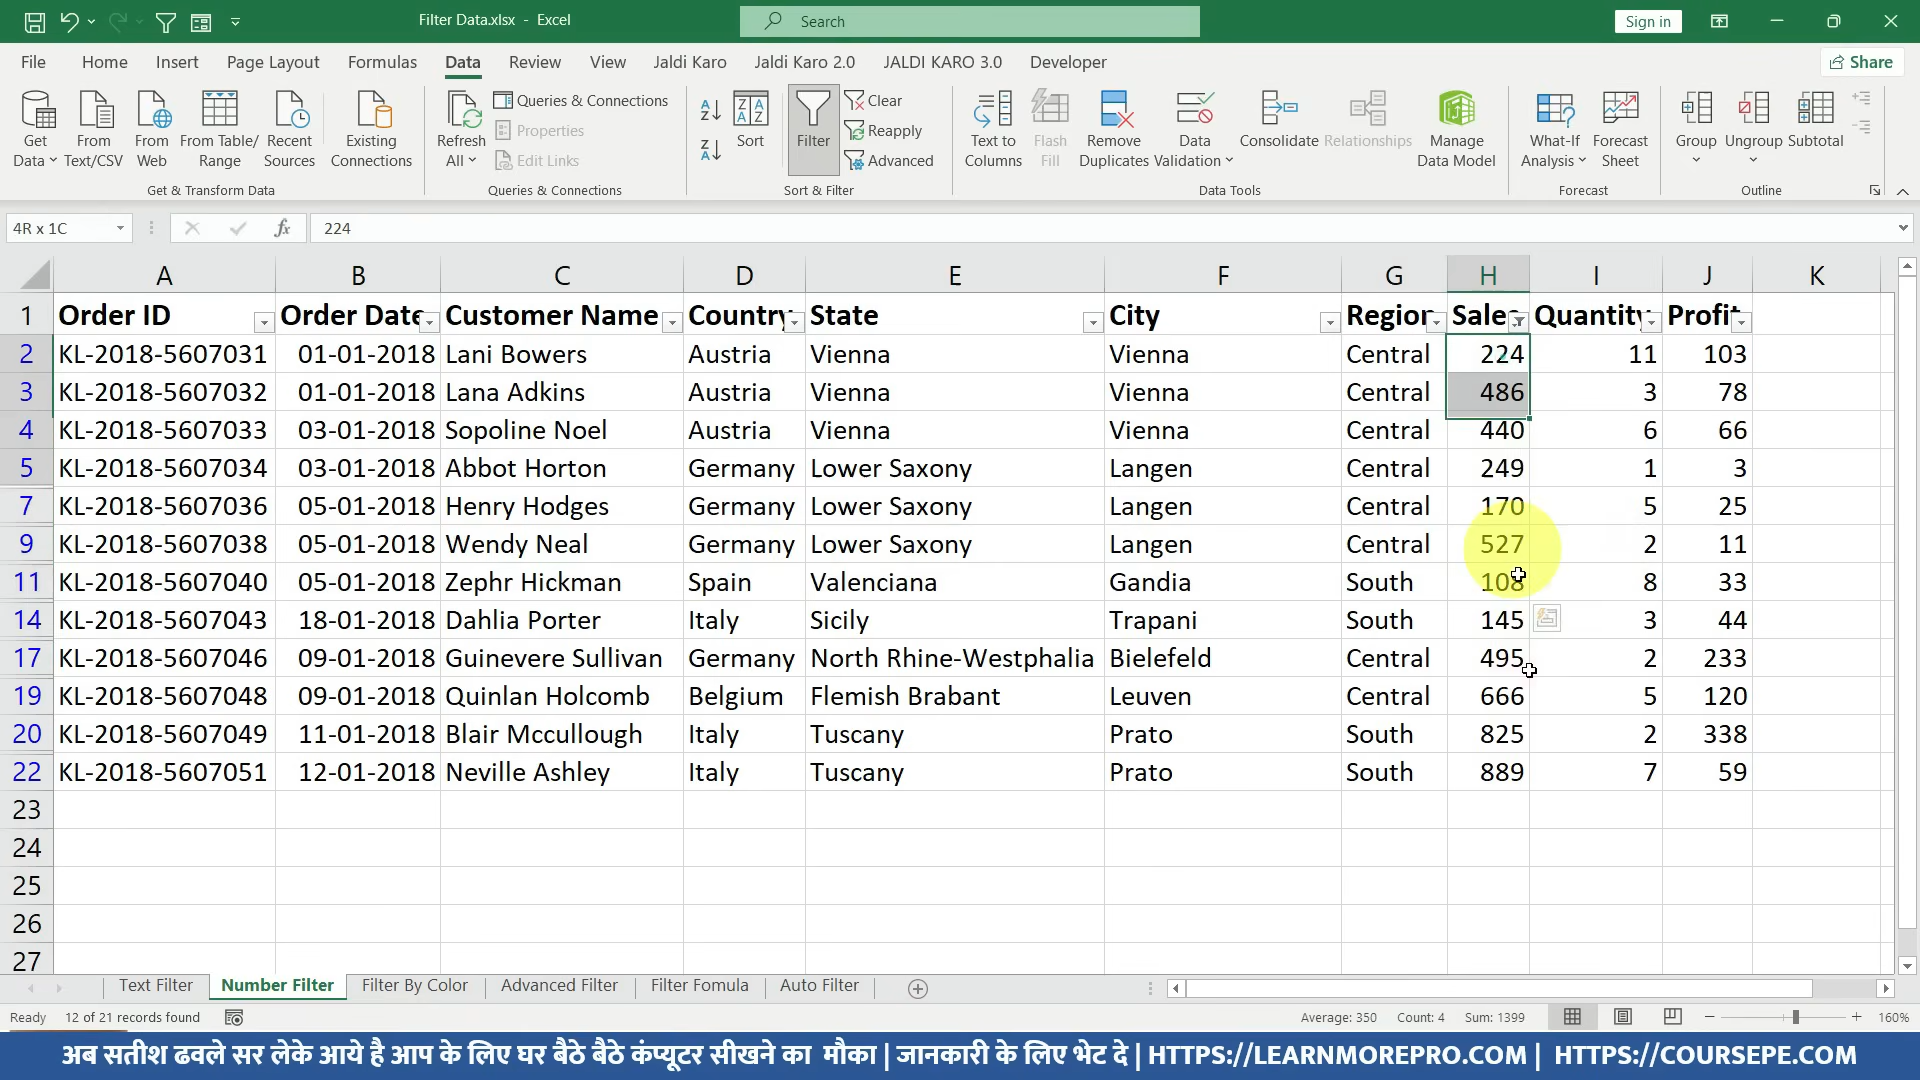 Filter Data.xlsx - Excel
Search
Sign in
File Home Insert Page Layout Formulas Data Review View Jaldi Karo Jaldi Karo 2.0 JALDI KARO 3.0 Developer Share
Get Data
From Text/CSV
From Web
From Table/ Range
Recent Sources
Existing Connections
Get & Transform Data
Refresh All
Queries & Connections
Properties
Edit Links
Queries & Connections
Sort
Filter
Clear
Reapply
Advanced
Sort & Filter
Text to Columns
Flash Fill
Remove Duplicates
Data Validation
Consolidate
Relationships
Manage Data Model
Data Tools
What-If Analysis
Forecast Sheet
Forecast
Group
Ungroup
Subtotal
Outline
4R x 1C fx 224
A B C D E F G H I J K
1 Order ID Order Date Customer Name Country State City Region Sales Quantity Profit
2 KL-2018-5607031 01-01-2018 Lani Bowers Austria Vienna Vienna Central 224 11 103
3 KL-2018-5607032 01-01-2018 Lana Adkins Austria Vienna Vienna Central 486 3 78
4 KL-2018-5607033 03-01-2018 Sopoline Noel Austria Vienna Vienna Central 440 6 66
5 KL-2018-5607034 03-01-2018 Abbot Horton Germany Lower Saxony Langen Central 249 1 3
7 KL-2018-5607036 05-01-2018 Henry Hodges Germany Lower Saxony Langen Central 170 5 25
9 KL-2018-5607038 05-01-2018 Wendy Neal Germany Lower Saxony Langen Central 527 2 11
11 KL-2018-5607040 05-01-2018 Zephr Hickman Spain Valenciana Gandia South 108 8 33
14 KL-2018-5607043 18-01-2018 Dahlia Porter Italy Sicily Trapani South 145 3 44
17 KL-2018-5607046 09-01-2018 Guinevere Sullivan Germany North Rhine-Westphalia Bielefeld Central 495 2 233
19 KL-2018-5607048 09-01-2018 Quinlan Holcomb Belgium Flemish Brabant Leuven Central 666 5 120
20 KL-2018-5607049 11-01-2018 Blair Mccullough Italy Tuscany Prato South 825 2 338
22 KL-2018-5607051 12-01-2018 Neville Ashley Italy Tuscany Prato South 889 7 59
23
24
25
26
27
Text Filter Number Filter Filter By Color Advanced Filter Filter Fomula Auto Filter
Ready 12 of 21 records found Average: 350 Count: 4 Sum: 1399 160%
अब सतीश ढवले सर लेके आये है आप के लिए घर बैठे बैठे कंप्यूटर सीखने का मौका | जानकारी के लिए भेट दे | HTTPS://LEARNMOREPRO.COM | HTTPS://COURSEPE.COM